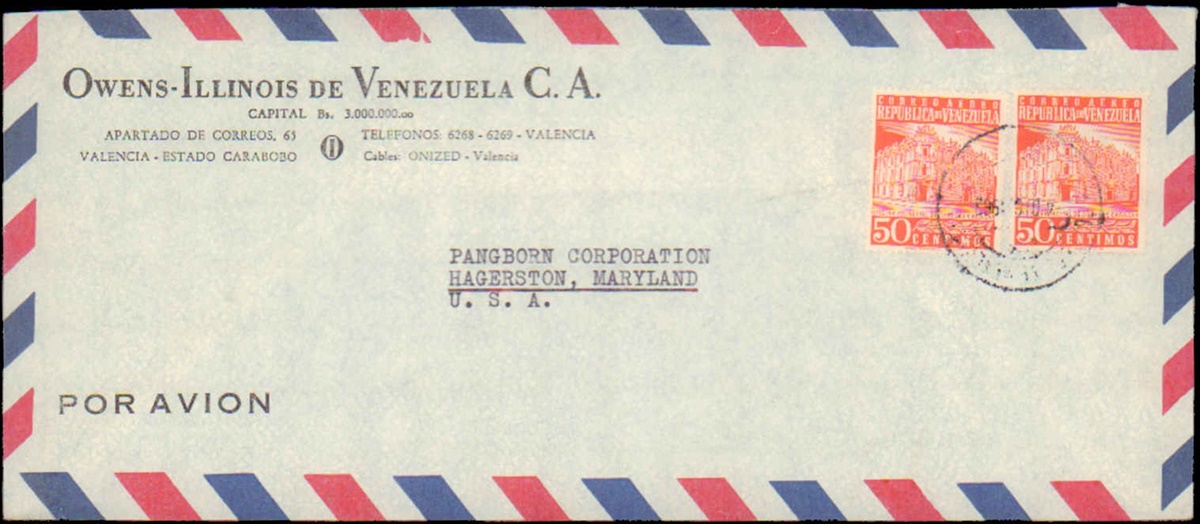 OWENS-ILLINOIS DE VENEZUELA C. A.
CAPITAL Bs. 3.000.000.oo
APARTADO DE CORREOS, 65 TELEFONOS: 6268 - 6269 - VALENCIA
VALENCIA - ESTADO CARABOBO Cables: ONIZED - Valencia
CORREO AEREO
REPUBLICA DE VENEZUELA
50 CENTIMOS
CORREO AEREO
REPUBLICA DE VENEZUELA
50 CENTIMOS
PANGBORN CORPORATION
HAGERSTON, MARYLAND
U. S. A.
POR AVION